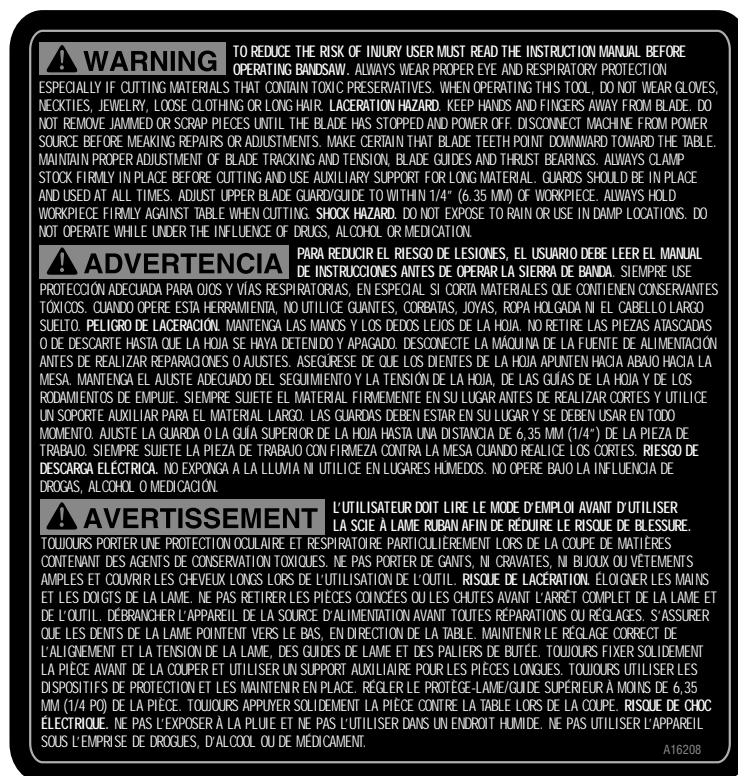 WARNING TO REDUCE THE RISK OF INJURY USER MUST READ THE INSTRUCTION MANUAL BEFORE
OPERATING BANDSAW. ALWAYS WEAR PROPER EYE AND RESPIRATORY PROTECTION
ESPECIALLY IF CUTTING MATERIALS THAT CONTAIN TOXIC PRESERVATIVES. WHEN OPERATING THIS TOOL, DO NOT WEAR GLOVES,
NECKTIES, JEWELRY, LOOSE CLOTHING OR LONG HAIR. LACERATION HAZARD. KEEP HANDS AND FINGERS AWAY FROM BLADE. DO
NOT REMOVE JAMMED OR SCRAP PIECES UNTIL THE BLADE HAS STOPPED AND POWER OFF. DISCONNECT MACHINE FROM POWER
SOURCE BEFORE MEAKING REPAIRS OR ADJUSTMENTS. MAKE CERTAIN THAT BLADE TEETH POINT DOWNWARD TOWARD THE TABLE.
MAINTAIN PROPER ADJUSTMENT OF BLADE TRACKING AND TENSION, BLADE GUIDES AND THRUST BEARINGS. ALWAYS CLAMP
STOCK FIRMLY IN PLACE BEFORE CUTTING AND USE AUXILIARY SUPPORT FOR LONG MATERIAL. GUARDS SHOULD BE IN PLACE
AND USED AT ALL TIMES. ADJUST UPPER BLADE GUARD/GUIDE TO WITHIN 1/4" (6.35 MM) OF WORKPIECE. ALWAYS HOLD
WORKPIECE FIRMLY AGAINST TABLE WHEN CUTTING. SHOCK HAZARD. DO NOT EXPOSE TO RAIN OR USE IN DAMP LOCATIONS. DO
NOT OPERATE WHILE UNDER THE INFLUENCE OF DRUGS, ALCOHOL OR MEDICATION.
ADVERTENCIA PARA REDUCIR EL RIESGO DE LESIONES, EL USUARIO DEBE LEER EL MANUAL
DE INSTRUCCIONES ANTES DE OPERAR LA SIERRA DE BANDA. SIEMPRE USE
PROTECCIÓN ADECUADA PARA OJOS Y VÍAS RESPIRATORIAS, EN ESPECIAL SI CORTA MATERIALES QUE CONTIENEN CONSERVANTES
TÓXICOS. CUANDO OPERE ESTA HERRAMIENTA, NO UTILICE GUANTES, CORBATAS, JOYAS, ROPA HOLGADA NI EL CABELLO LARGO
SUELTO. PELIGRO DE LACERACIÓN. MANTENGA LAS MANOS Y LOS DEDOS LEJOS DE LA HOJA. NO RETIRE LAS PIEZAS ATASCADAS
O DE DESCARTE HASTA QUE LA HOJA SE HAYA DETENIDO Y APAGADO. DESCONECTE LA MÁQUINA DE LA FUENTE DE ALIMENTACIÓN
ANTES DE REALIZAR REPARACIONES O AJUSTES. ASEGÚRESE DE QUE LOS DIENTES DE LA HOJA APUNTEN HACIA ABAJO HACIA LA
MESA. MANTENGA EL AJUSTE ADECUADO DEL SEGUIMIENTO Y LA TENSIÓN DE LA HOJA, DE LAS GUÍAS DE LA HOJA Y DE LOS
RODAMIENTOS DE EMPUJE. SIEMPRE SUJETE EL MATERIAL FIRMEMENTE EN SU LUGAR ANTES DE REALIZAR CORTES Y UTILICE
UN SOPORTE AUXILIAR PARA EL MATERIAL LARGO. LAS GUARDAS DEBEN ESTAR EN SU LUGAR Y SE DEBEN USAR EN TODO
MOMENTO. AJUSTE LA GUARDA O LA GUÍA SUPERIOR DE LA HOJA HASTA UNA DISTANCIA DE 6,35 MM (1/4") DE LA PIEZA DE
TRABAJO. SIEMPRE SUJETE LA PIEZA DE TRABAJO CON FIRMEZA CONTRA LA MESA CUANDO REALICE LOS CORTES. RIESGO DE
DESCARGA ELÉCTRICA. NO EXPONGA A LA LLUVIA NI UTILICE EN LUGARES HÚMEDOS. NO OPERE BAJO LA INFLUENCIA DE
DROGAS, ALCOHOL O MEDICACIÓN.
AVERTISSEMENT L'UTILISATEUR DOIT LIRE LE MODE D'EMPLOI AVANT D'UTILISER
LA SCIE À LAME RUBAN AFIN DE RÉDUIRE LE RISQUE DE BLESSURE.
TOUJOURS PORTER UNE PROTECTION OCULAIRE ET RESPIRATOIRE PARTICULIÈREMENT LORS DE LA COUPE DE MATIÈRES
CONTENANT DES AGENTS DE CONSERVATION TOXIQUES. NE PAS PORTER DE GANTS, NI CRAVATES, NI BIJOUX OU VÊTEMENTS
AMPLES ET COUVRIR LES CHEVEUX LONGS LORS DE L'UTILISATION DE L'OUTIL. RISQUE DE LACÉRATION. ÉLOIGNER LES MAINS
ET LES DOIGTS DE LA LAME. NE PAS RETIRER LES PIÈCES COINCÉES OU LES CHUTES AVANT L'ARRÊT COMPLET DE LA LAME ET
DE L'OUTIL. DÉBRANCHER L'APPAREIL DE LA SOURCE D'ALIMENTATION AVANT TOUTES RÉPARATIONS OU RÉGLAGES. S'ASSURER
QUE LES DENTS DE LA LAME POINTENT VERS LE BAS, EN DIRECTION DE LA TABLE. MAINTENIR LE RÉGLAGE CORRECT DE
L'ALIGNEMENT ET LA TENSION DE LA LAME, DES GUIDES DE LAME ET DES PALIERS DE BUTÉE. TOUJOURS FIXER SOLIDEMENT
LA PIÈCE AVANT DE LA COUPER ET UTILISER UN SUPPORT AUXILIAIRE POUR LES PIÈCES LONGUES. TOUJOURS UTILISER LES
DISPOSITIFS DE PROTECTION ET LES MAINTENIR EN PLACE. RÉGLER LE PROTÈGE-LAME/GUIDE SUPÉRIEUR À MOINS DE 6,35
MM (1/4 PO) DE LA PIÈCE. TOUJOURS APPUYER SOLIDEMENT LA PIÈCE CONTRE LA TABLE LORS DE LA COUPE. RISQUE DE CHOC
ÉLECTRIQUE. NE PAS L'EXPOSER À LA PLUIE ET NE PAS L'UTILISER DANS UN ENDROIT HUMIDE. NE PAS UTILISER L'APPAREIL
SOUS L'EMPRISE DE DROGUES, D'ALCOOL OU DE MÉDICAMENT.
A16208